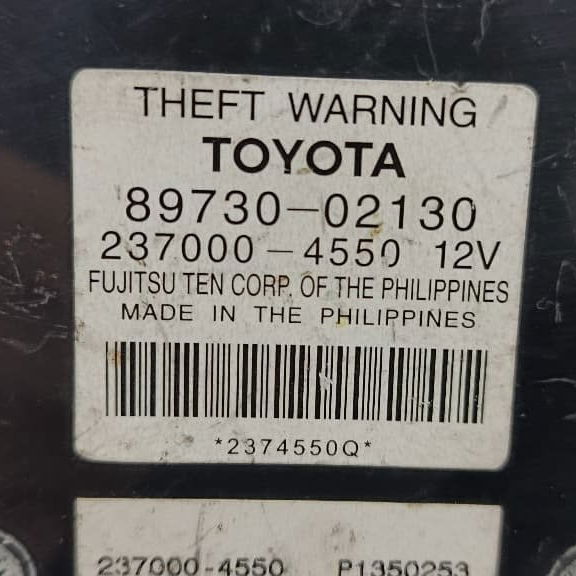 THEFT WARNING
TOYOTA
89730-02130
237000-4550 12V
FUJITSU TEN CORP. OF THE PHILIPPINES
MADE IN THE PHILIPPINES
*2374550Q*
237000-4550 P1350253